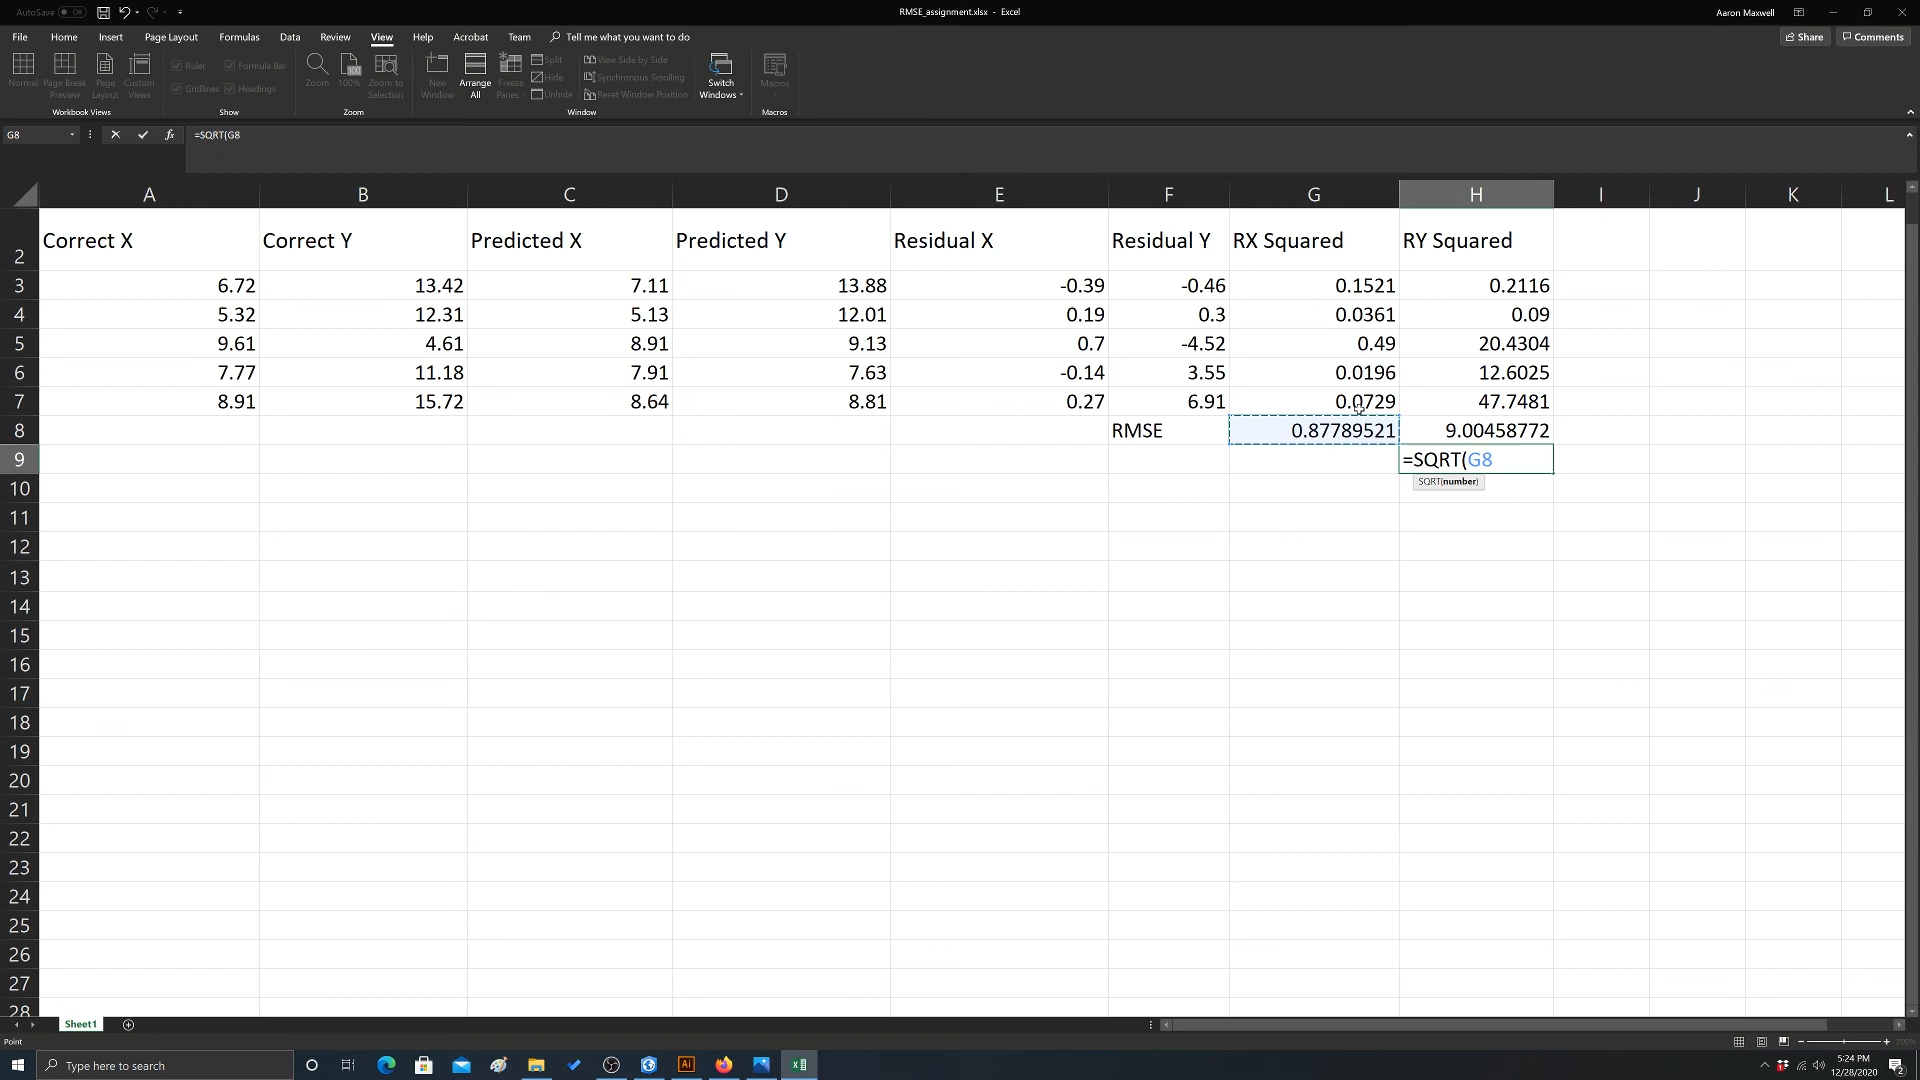 AutoSave Off
RMSE_assignment.xlsx - Excel
Aaron Maxwell
File Home Insert Page Layout Formulas Data Review View Help Acrobat Team Tell me what you want to do
Share Comments
Normal Page Break Preview Page Layout Custom Views
Workbook Views
Ruler Formula Bar
Gridlines Headings
Show
Zoom 100% Zoom to Selection
Zoom
New Window Arrange All Freeze Panes
Split
Hide
Unhide
View Side by Side
Synchronous Scrolling
Reset Window Position
Switch Windows
Window
Macros
Macros
G8 fx =SQRT(G8
A B C D E F G H I J K L
2 Correct X Correct Y Predicted X Predicted Y Residual X Residual Y RX Squared RY Squared
3 6.72 13.42 7.11 13.88 -0.39 -0.46 0.1521 0.2116
4 5.32 12.31 5.13 12.01 0.19 0.3 0.0361 0.09
5 9.61 4.61 8.91 9.13 0.7 -4.52 0.49 20.4304
6 7.77 11.18 7.91 7.63 -0.14 3.55 0.0196 12.6025
7 8.91 15.72 8.64 8.81 0.27 6.91 0.0729 47.7481
8 RMSE 0.87789521 9.00458772
9 =SQRT(G8
SQRT(number)
10
11
12
13
14
15
16
17
18
19
20
21
22
23
24
25
26
27
28
Sheet1
Point
200%
Type here to search
Ai
5:24 PM
12/28/2020
2